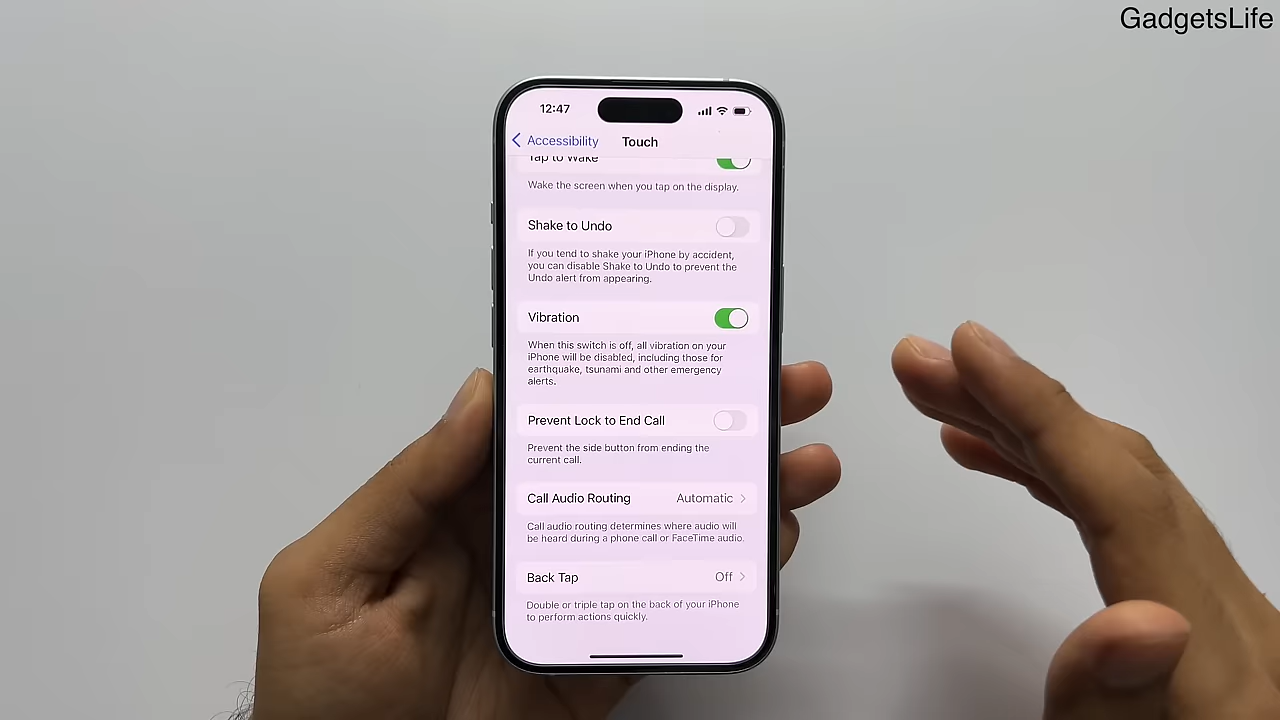 GadgetsLife
12:47
Accessibility
Touch
Tap to Wake
Wake the screen when you tap on the display.
Shake to Undo
If you tend to shake your iPhone by accident,
you can disable Shake to Undo to prevent the
Undo alert from appearing.
Vibration
When this switch is off, all vibration on your
iPhone will be disabled, including those for
earthquake, tsunami and other emergency
alerts.
Prevent Lock to End Call
Prevent the side button from ending the
current call.
Call Audio Routing Automatic
Call audio routing determines where audio will
be heard during a phone call or FaceTime audio.
Back Tap Off
Double or triple tap on the back of your iPhone
to perform actions quickly.